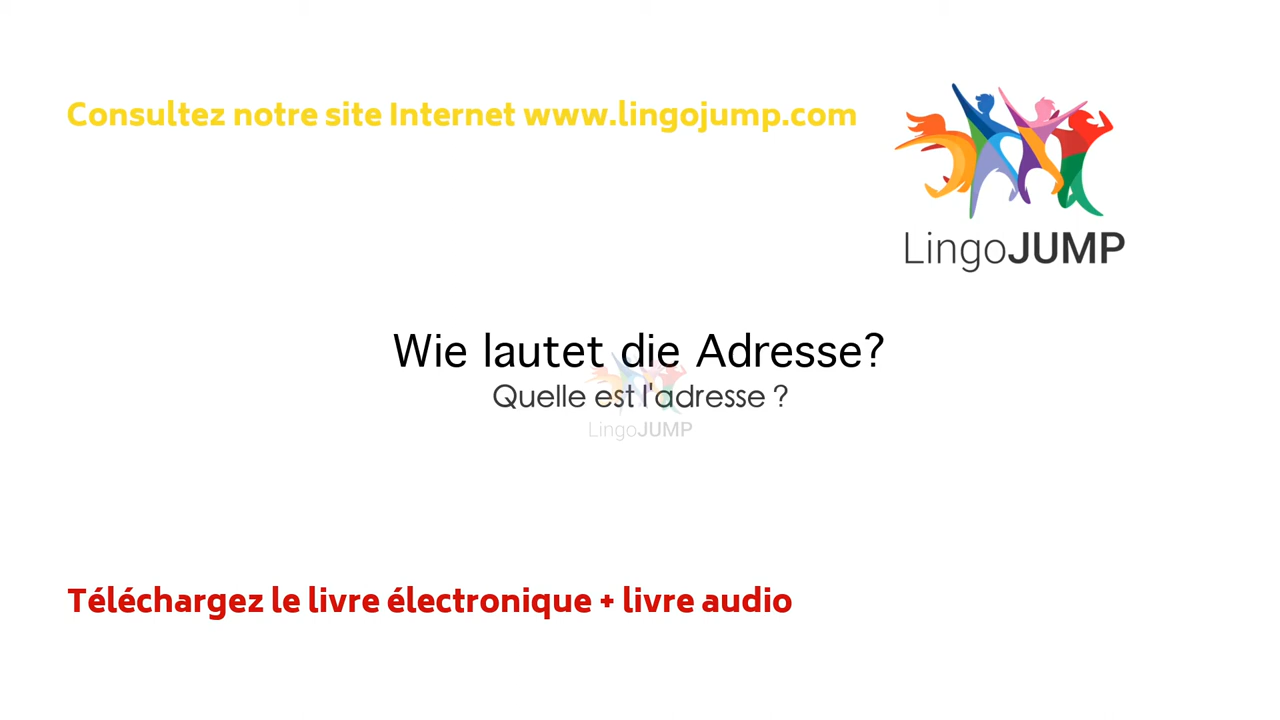 Consultez notre site Internet www.lingojump.com
LingoJUMP
Wie lautet die Adresse?
Quelle est l'adresse ?
LingoJUMP
Téléchargez le livre électronique + livre audio